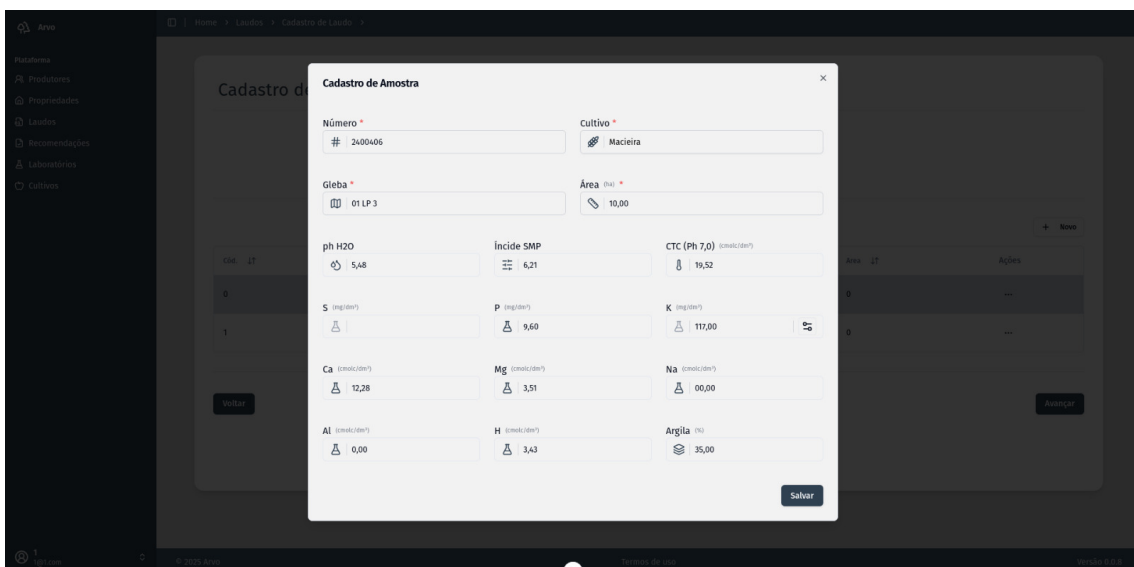 Arvo
Home > Laudos > Cadastro de Laudo >
Plataforma
Produtores
Propriedades
Laudos
Recomendações
Laboratórios
Cultivos
Cadastro d
+ Novo
Cód.
Área
Ações
0
0
...
1
0
...
Voltar
Avançar
Cadastro de Amostra
×
Número *
Cultivo *
# 2400406
Macieira
Gleba *
Área (ha) *
01 LP 3
10,00
ph H2O
Íncide SMP
CTC (Ph 7,0) (cmolc/dm³)
5,48
6,21
19,52
S (mg/dm³)
P (mg/dm³)
K (mg/dm³)
9,60
117,00
Ca (cmolc/dm³)
Mg (cmolc/dm³)
Na (cmolc/dm³)
12,28
3,51
00,00
Al (cmolc/dm³)
H (cmolc/dm³)
Argila (%)
0,00
3,43
35,00
Salvar
1
1@1.com
© 2025 Arvo
Termos de uso
Versão 0.0.8